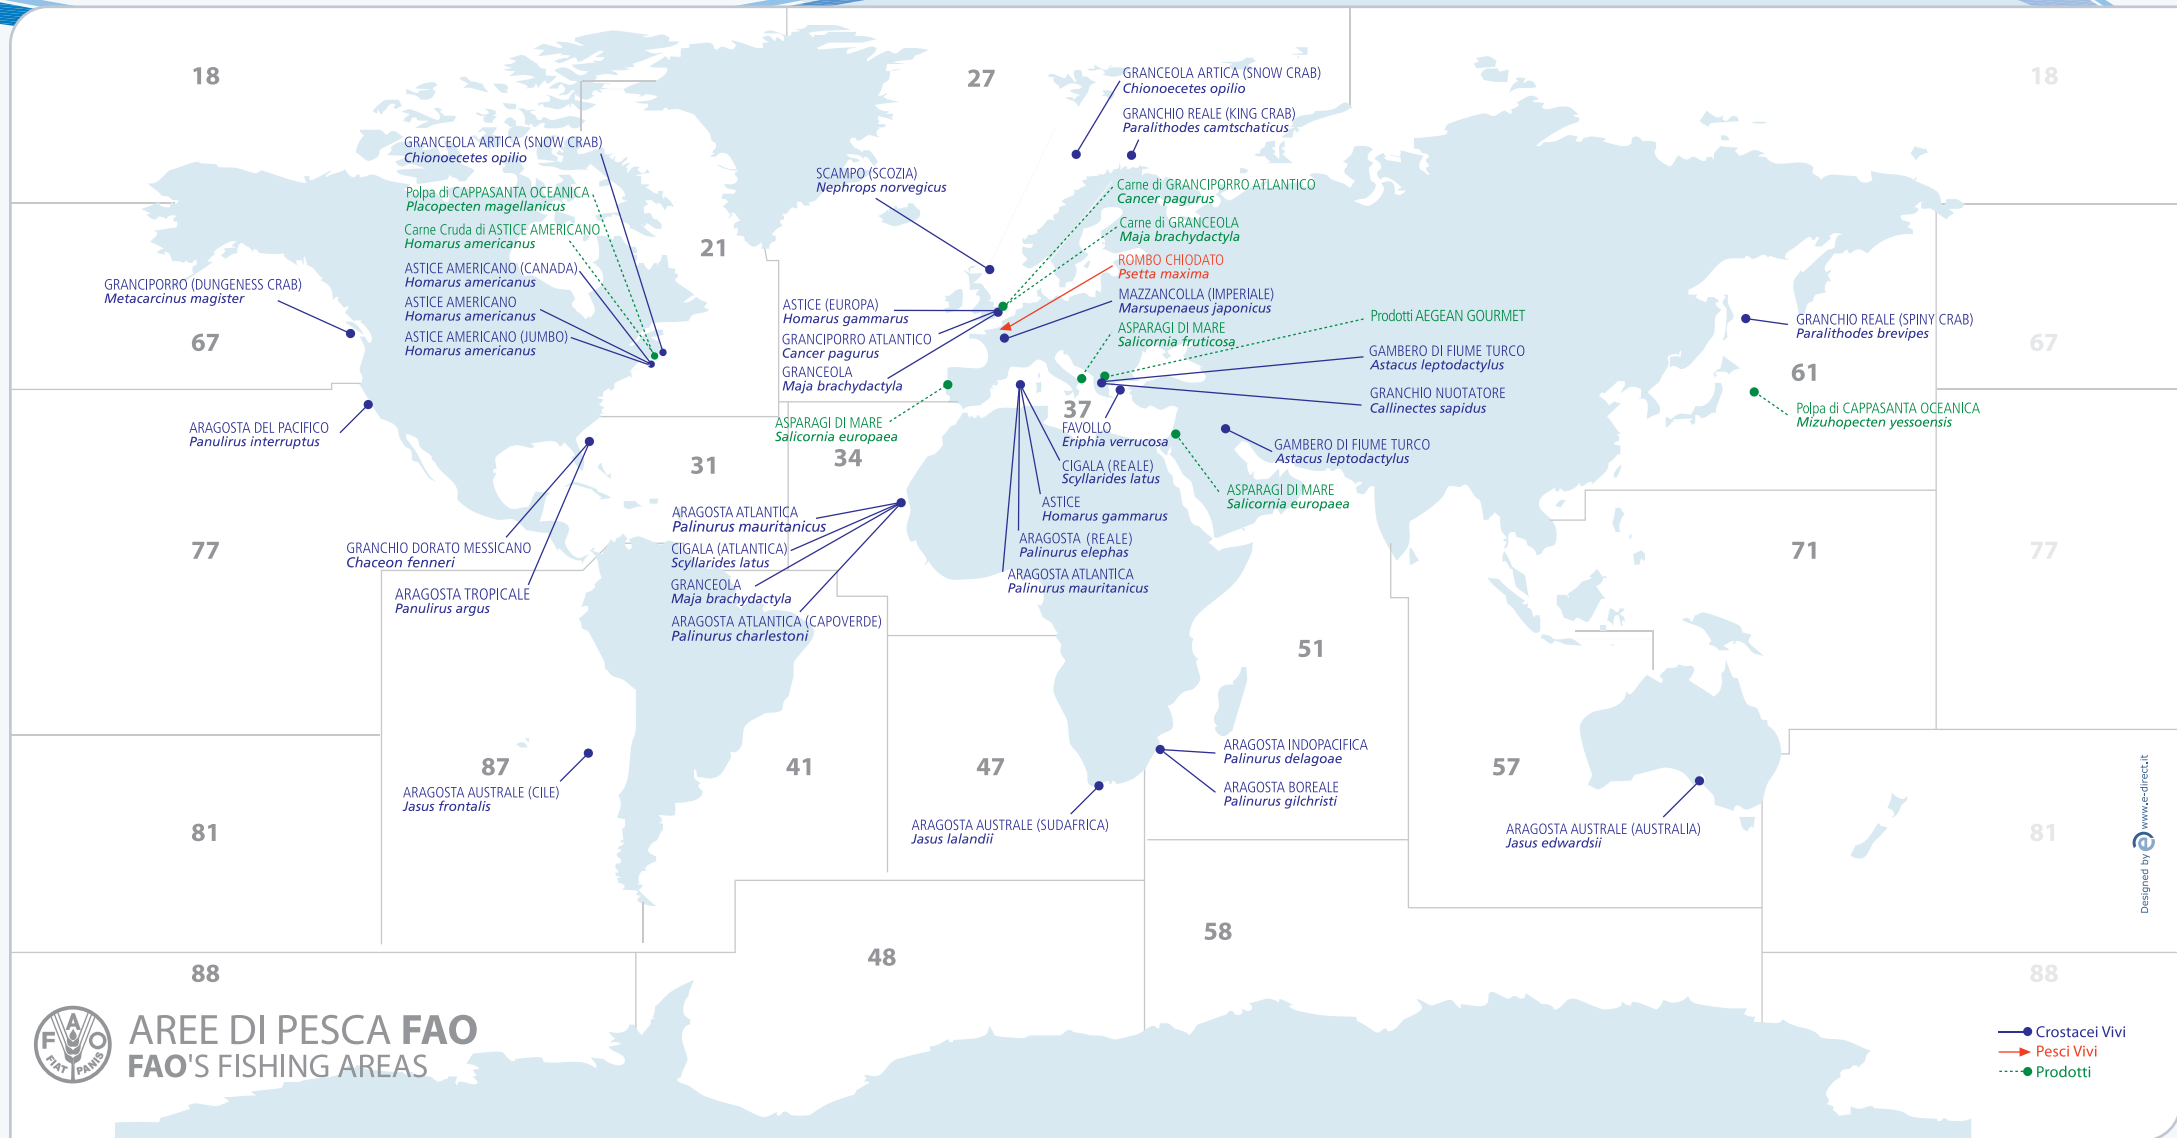 18
27
18
GRANCEOLA ARTICA (SNOW CRAB)
Chionoecetes opilio
GRANCHIO REALE (KING CRAB)
Paralithodes camtschaticus
GRANCEOLA ARTICA (SNOW CRAB)
Chionoecetes opilio
Polpa di CAPPASANTA OCEANICA
Placopecten magellanicus
Carne Cruda di ASTICE AMERICANO
Homarus americanus
ASTICE AMERICANO (CANADA)
Homarus americanus
ASTICE AMERICANO
Homarus americanus
ASTICE AMERICANO (JUMBO)
Homarus americanus
21
SCAMPO (SCOZIA)
Nephrops norvegicus
Carne di GRANCIPORRO ATLANTICO
Cancer pagurus
Carne di GRANCEOLA
Maja brachydactyla
ROMBO CHIODATO
Psetta maxima
MAZZANCOLLA (IMPERIALE)
Marsupenaeus japonicus
ASPARAGI DI MARE
Salicornia fruticosa
GRANCIPORRO (DUNGENESS CRAB)
Metacarcinus magister
67
ASTICE (EUROPA)
Homarus gammarus
GRANCIPORRO ATLANTICO
Cancer pagurus
GRANCEOLA
Maja brachydactyla
Prodotti AEGEAN GOURMET
GAMBERO DI FIUME TURCO
Astacus leptodactylus
GRANCHIO NUOTATORE
Callinectes sapidus
GRANCHIO REALE (SPINY CRAB)
Paralithodes brevipes
67
61
Polpa di CAPPASANTA OCEANICA
Mizuhopecten yessoensis
ARAGOSTA DEL PACIFICO
Panulirus interruptus
ASPARAGI DI MARE
Salicornia europaea
37
FAVOLLO
Eriphia verrucosa
GAMBERO DI FIUME TURCO
Astacus leptodactylus
31
34
CIGALA (REALE)
Scyllarides latus
ASPARAGI DI MARE
Salicornia europaea
ASTICE
Homarus gammarus
ARAGOSTA (REALE)
Palinurus elephas
ARAGOSTA ATLANTICA
Palinurus mauritanicus
ARAGOSTA ATLANTICA
Palinurus mauritanicus
CIGALA (ATLANTICA)
Scyllarides latus
GRANCEOLA
Maja brachydactyla
ARAGOSTA ATLANTICA (CAPOVERDE)
Palinurus charlestoni
77
GRANCHIO DORATO MESSICANO
Chaceon fenneri
ARAGOSTA TROPICALE
Panulirus argus
71
77
51
87
41
47
57
ARAGOSTA AUSTRALE (CILE)
Jasus frontalis
ARAGOSTA INDOPACIFICA
Palinurus delagoae
ARAGOSTA BOREALE
Palinurus gilchristi
ARAGOSTA AUSTRALE (SUDAFRICA)
Jasus lalandii
ARAGOSTA AUSTRALE (AUSTRALIA)
Jasus edwardsii
81
81
58
48
88
88
F A O
FIAT PANIS
AREE DI PESCA FAO
FAO'S FISHING AREAS
Crostacei Vivi
Pesci Vivi
Prodotti
Designed by e www.e-direct.it